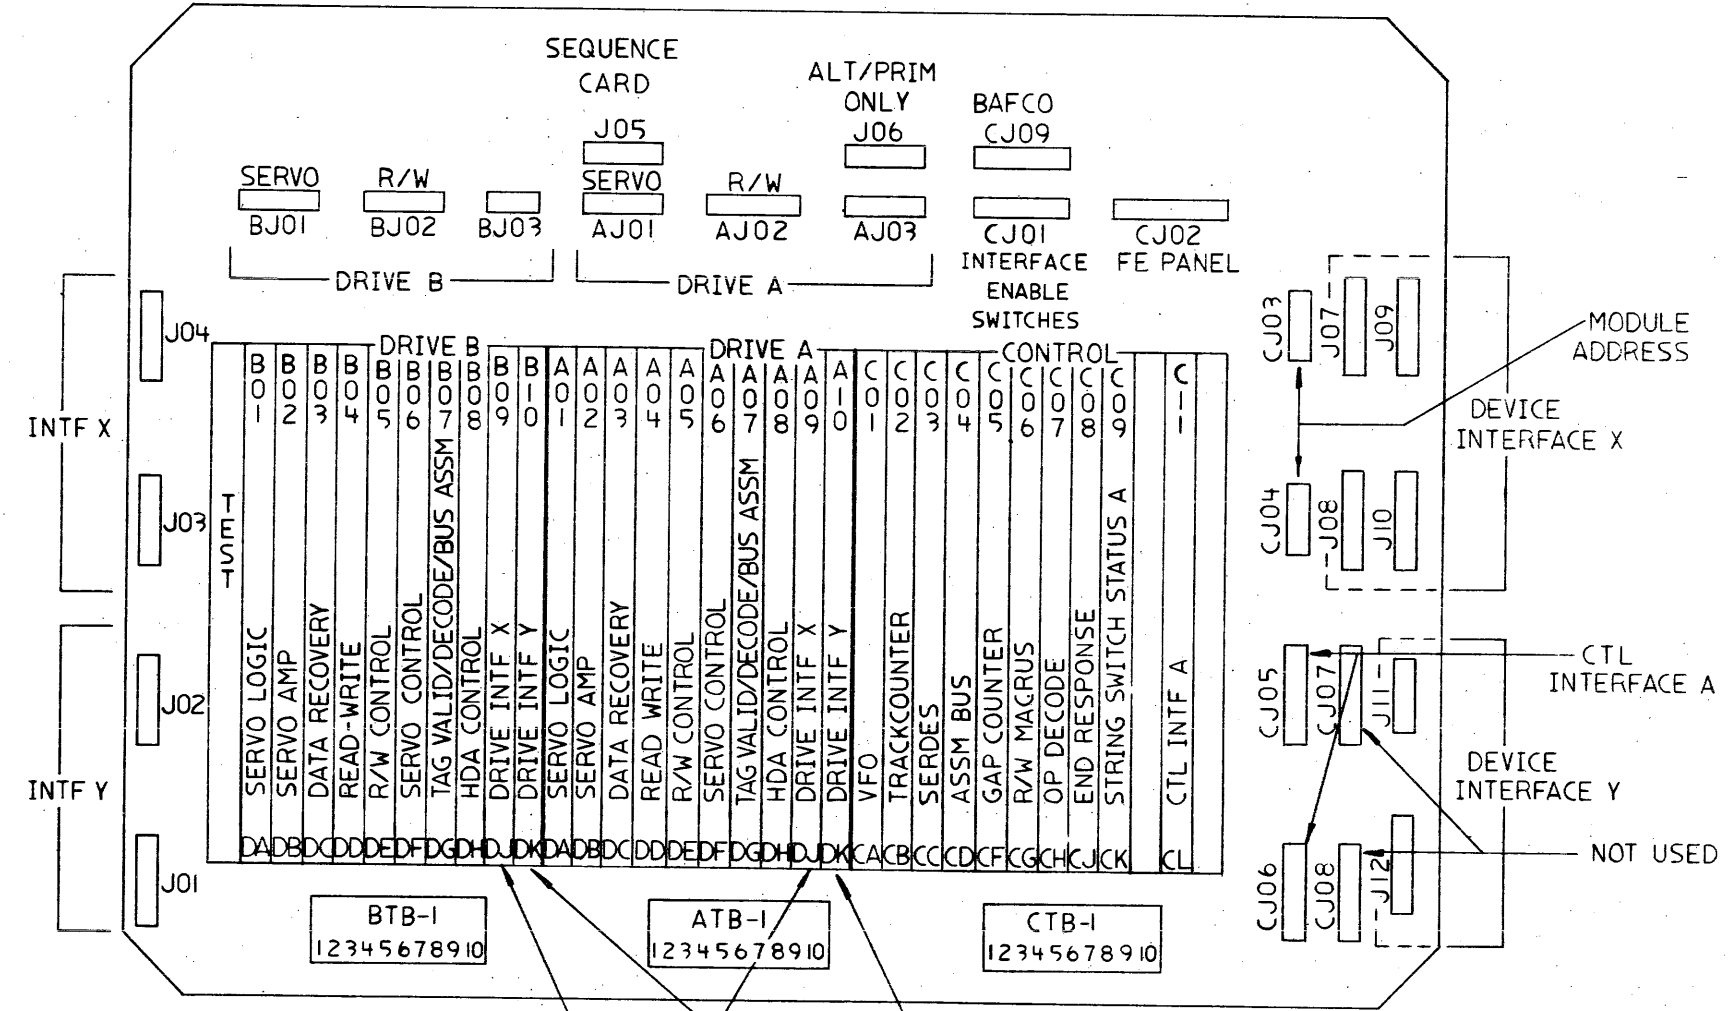 SEQUENCE
CARD
J05
ALT/PRIM
ONLY
J06
BAFCO
CJ09
SERVO
BJ01
R/W
BJ02
BJ03
SERVO
AJ01
R/W
AJ02
AJ03
CJ01
INTERFACE
ENABLE
SWITCHES
CJ02
FE PANEL
DRIVE B
DRIVE A
INTF X
J04
J03
INTF Y
J02
J01
DRIVE B
DRIVE A
CONTROL
TEST
B01 SERVO LOGIC DA
B02 SERVO AMP DB
B03 DATA RECOVERY DC
B04 READ-WRITE DD
B05 R/W CONTROL DE
B06 SERVO CONTROL DF
B07 TAG VALID/DECODE/BUS ASSM DG
B08 HDA CONTROL DH
B09 DRIVE INTF X DJ
B10 DRIVE INTF Y DK
A01 SERVO LOGIC DA
A02 SERVO AMP DB
A03 DATA RECOVERY DC
A04 READ WRITE DD
A05 R/W CONTROL DE
A06 SERVO CONTROL DF
A07 TAG VALID/DECODE/BUS ASSM DG
A08 HDA CONTROL DH
A09 DRIVE INTF X DJ
A10 DRIVE INTF Y DK
C01 VFO CA
C02 TRACKCOUNTER CB
C03 SERDES CC
C04 ASSM BUS CD
C05 GAP COUNTER CF
C06 R/W MAGRUS CG
C07 OP DECODE CH
C08 END RESPONSE CJ
C09 STRING SWITCH STATUS A CK
C11 CTL INTF A CL
CJ03
J07
J09
MODULE
ADDRESS
DEVICE
INTERFACE X
CJ04
J08
J10
CJ05
CJ07
J11
CTL
INTERFACE A
DEVICE
INTERFACE Y
CJ06
CJ08
J12
NOT USED
BTB-1
12345678910
ATB-1
12345678910
CTB-1
12345678910